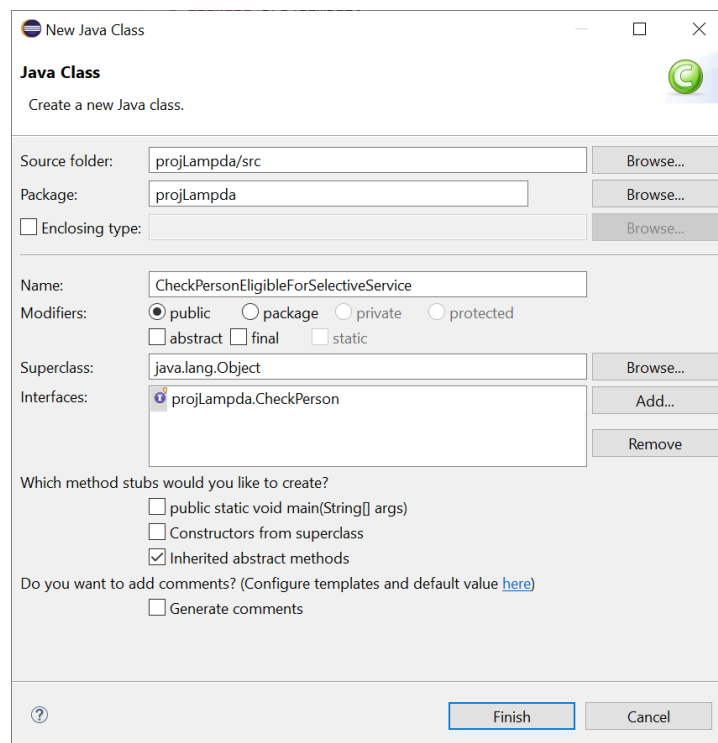 New Java Class
Java Class
Create a new Java class.
Source folder: projLampda/src Browse...
Package: projLampda Browse...
Enclosing type: Browse...
Name: CheckPersonEligibleForSelectiveService
Modifiers: public package private protected
abstract final static
Superclass: java.lang.Object Browse...
Interfaces: projLampda.CheckPerson Add...
Remove
Which method stubs would you like to create?
public static void main(String[] args)
Constructors from superclass
Inherited abstract methods
Do you want to add comments? (Configure templates and default value here)
Generate comments
Finish Cancel